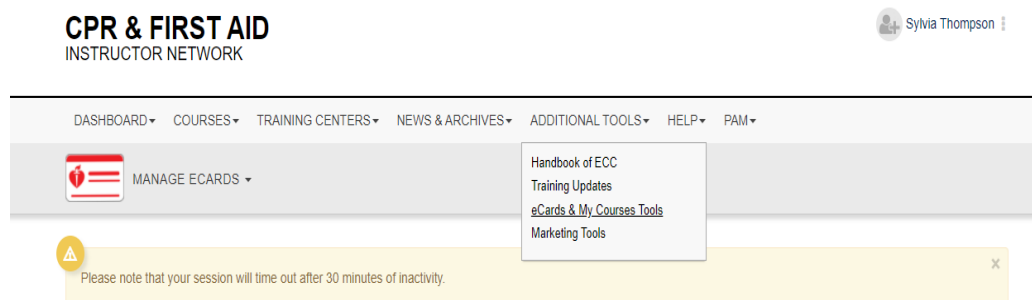 CPR & FIRST AID
INSTRUCTOR NETWORK
Sylvia Thompson
DASHBOARD COURSES TRAINING CENTERS NEWS & ARCHIVES ADDITIONAL TOOLS HELP PAM
MANAGE ECARDS
Handbook of ECC
Training Updates
eCards & My Courses Tools
Marketing Tools
Please note that your session will time out after 30 minutes of inactivity.